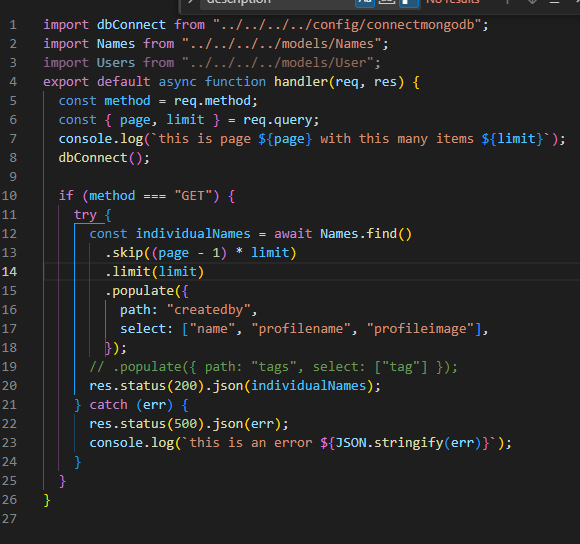 description
No results
1 import dbConnect from "../../../../config/connectmongodb";
2 import Names from "../../../../models/Names";
3 import Users from "../../../../models/User";
4 export default async function handler(req, res) {
5 const method = req.method;
6 const { page, limit } = req.query;
7 console.log(`this is page ${page} with this many items ${limit}`);
8 dbConnect();
9
10 if (method === "GET") {
11 try {
12 const individualNames = await Names.find()
13 .skip((page - 1) * limit)
14 .limit(limit)
15 .populate({
16 path: "createdby",
17 select: ["name", "profilename", "profileimage"],
18 });
19 // .populate({ path: "tags", select: ["tag"] });
20 res.status(200).json(individualNames);
21 } catch (err) {
22 res.status(500).json(err);
23 console.log(`this is an error ${JSON.stringify(err)}`);
24 }
25 }
26 }
27